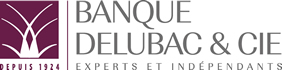 BANQUE
DELUBAC & CIE
DEPUIS 1924
EXPERTS ET INDÉPENDANTS